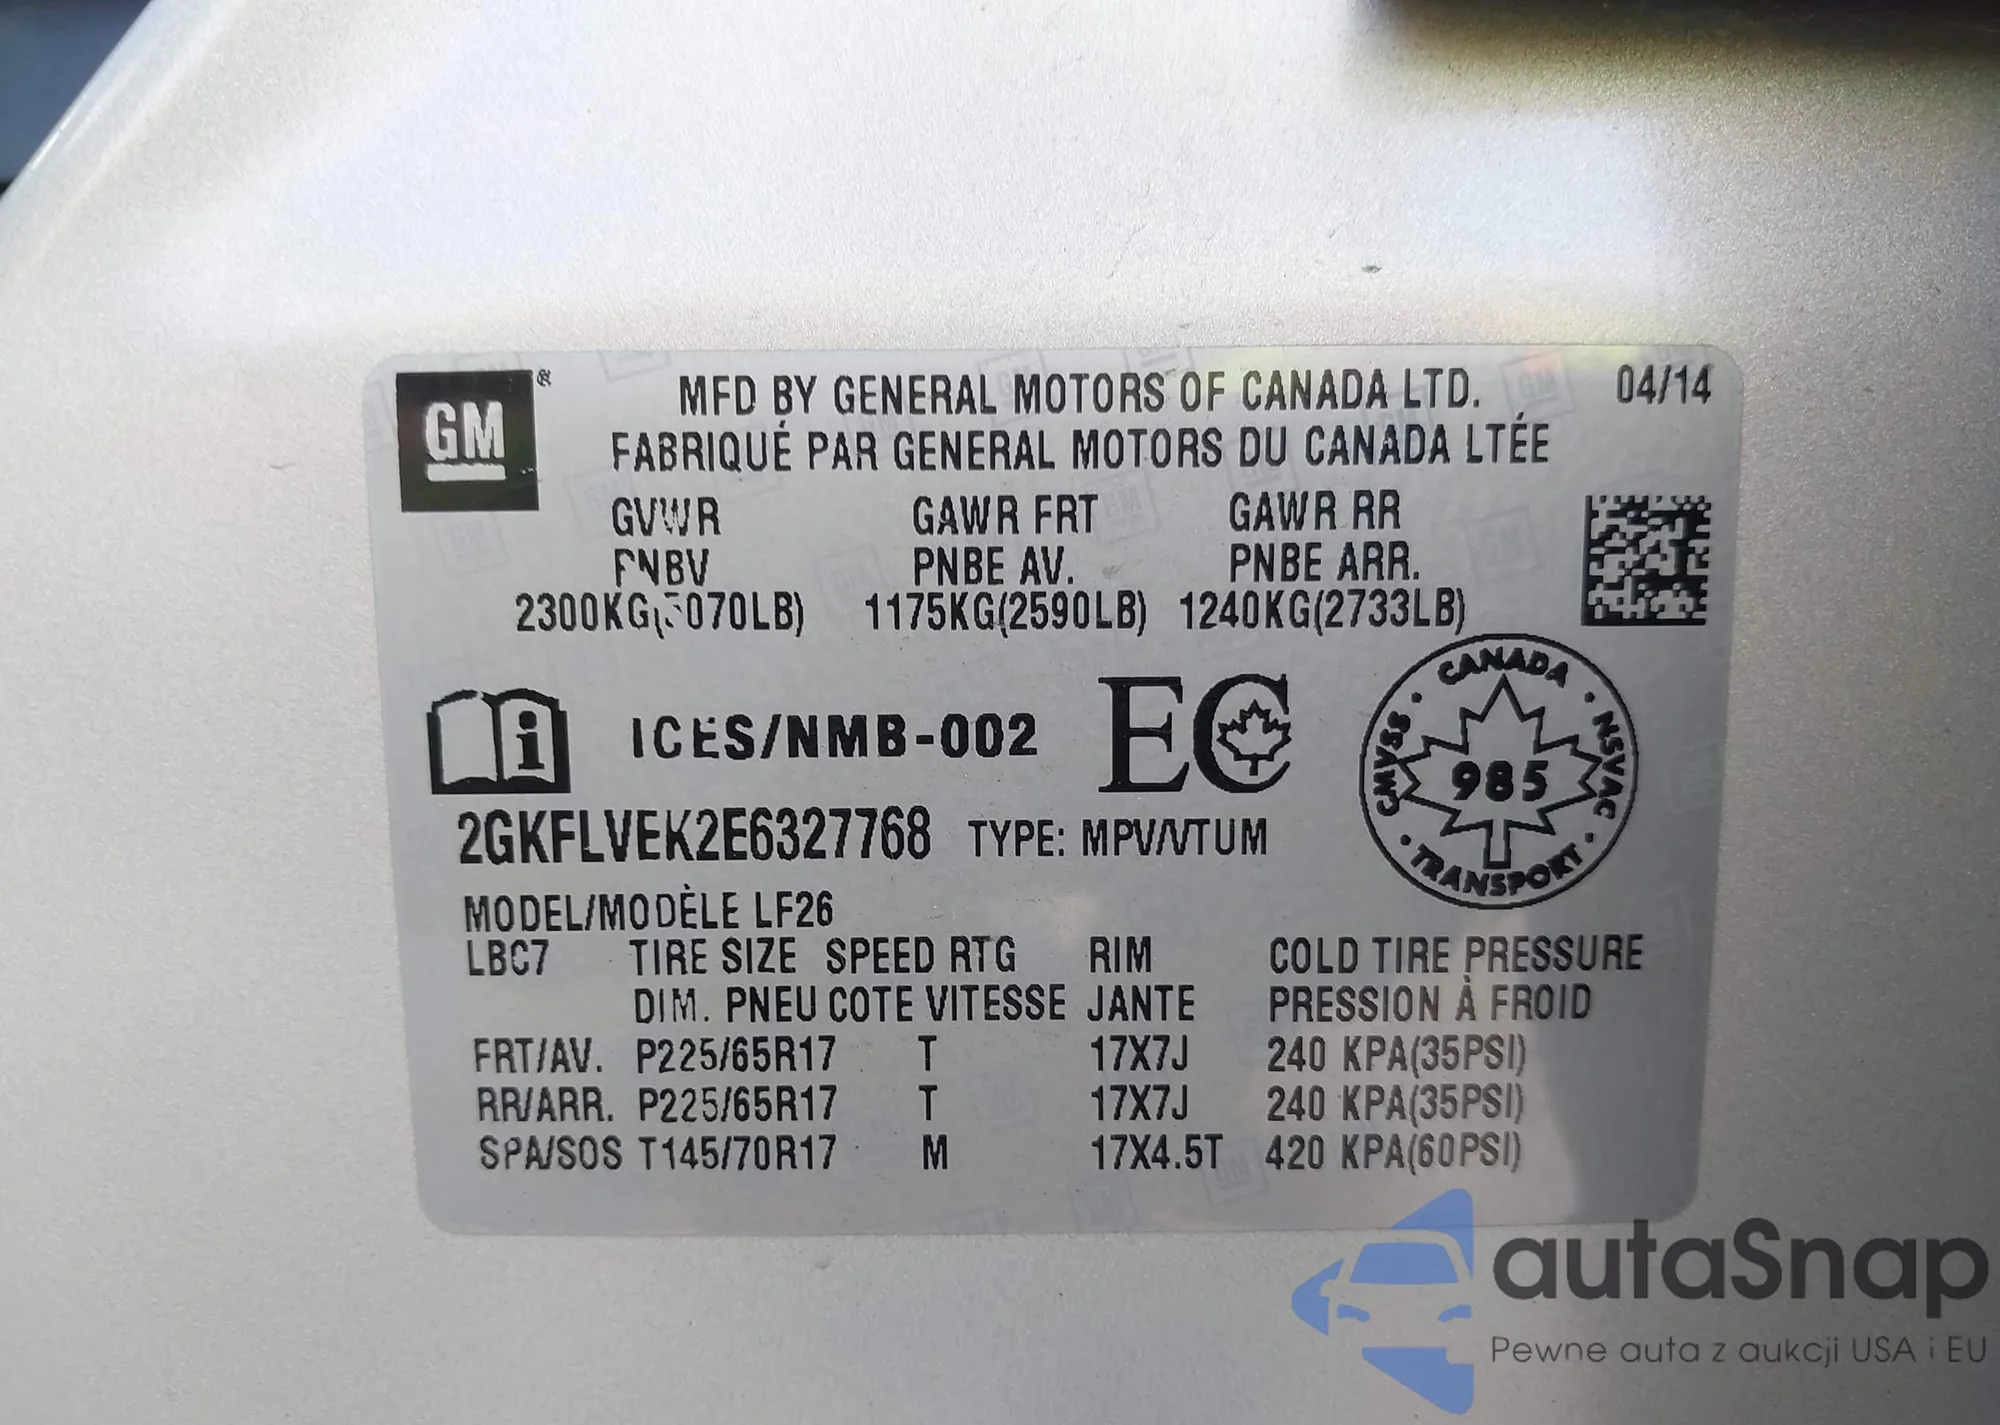 GM®
MFD BY GENERAL MOTORS OF CANADA LTD. 04/14
FABRIQUÉ PAR GENERAL MOTORS DU CANADA LTÉE
GVWR GAWR FRT GAWR RR
PNBV PNBE AV. PNBE ARR.
2300KG(5070LB) 1175KG(2590LB) 1240KG(2733LB)
i ICES/NMB-002 EC
CANADA · NSVAC · TRANSPORT · CMVSS ·
985
2GKFLVEK2E6327768 TYPE: MPV/VTUM
MODEL/MODÈLE LF26
LBC7 TIRE SIZE SPEED RTG RIM COLD TIRE PRESSURE
DIM. PNEU COTE VITESSE JANTE PRESSION À FROID
FRT/AV. P225/65R17 T 17X7J 240 KPA(35PSI)
RR/ARR. P225/65R17 T 17X7J 240 KPA(35PSI)
SPA/SOS T145/70R17 M 17X4.5T 420 KPA(60PSI)
autaSnap
Pewne auta z aukcji USA i EU